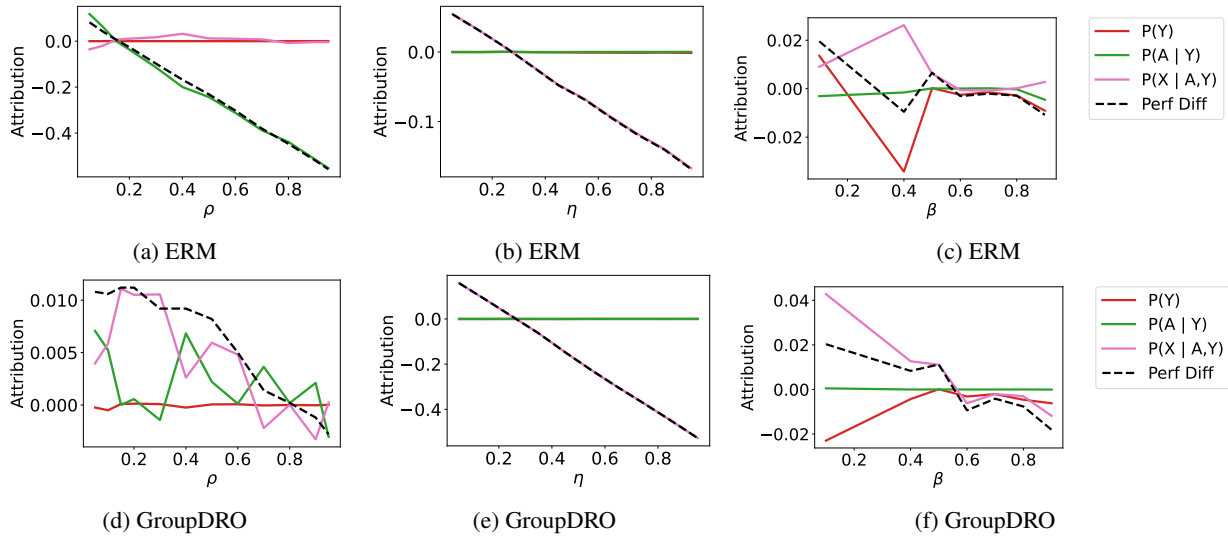 Attribution
0.0
−0.2
−0.4
0.2 0.4 0.6 0.8
ρ
(a) ERM
Attribution
0.0
−0.1
0.2 0.4 0.6 0.8
η
(b) ERM
Attribution
0.02
0.00
−0.02
0.2 0.4 0.6 0.8
β
(c) ERM
P(Y)
P(A | Y)
P(X | A,Y)
Perf Diff
Attribution
0.010
0.005
0.000
0.2 0.4 0.6 0.8
ρ
(d) GroupDRO
Attribution
0.0
−0.2
−0.4
0.2 0.4 0.6 0.8
η
(e) GroupDRO
Attribution
0.04
0.02
0.00
−0.02
0.2 0.4 0.6 0.8
β
(f) GroupDRO
P(Y)
P(A | Y)
P(X | A,Y)
Perf Diff